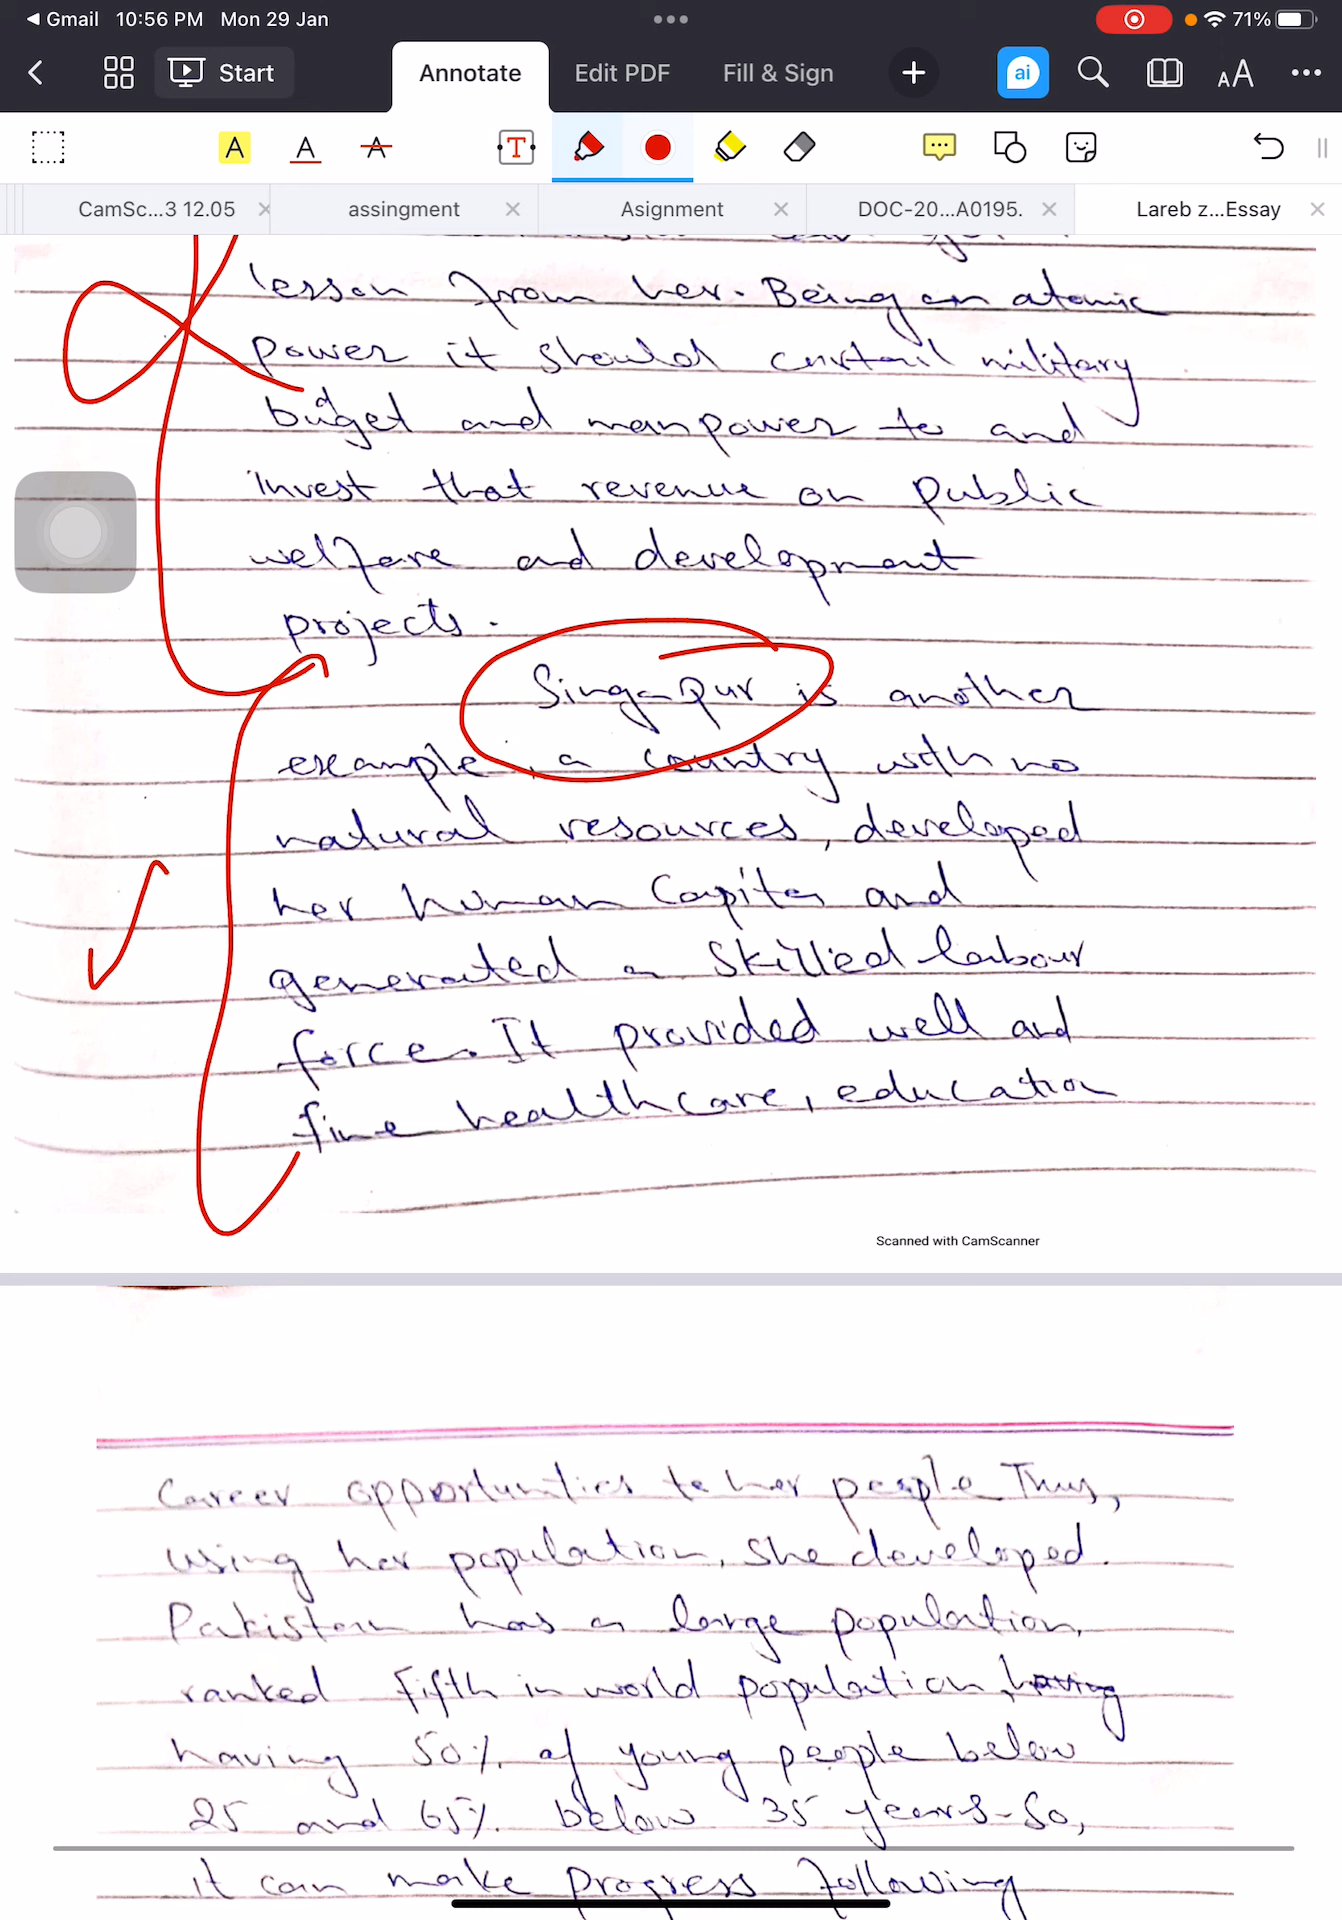 Gmail 10:56 PM Mon 29 Jan 71%
Start Annotate Edit PDF Fill & Sign ai AA
A A A T
CamSc...3 12.05 assingment Asignment DOC-20...A0195. Lareb z...Essay
lesson from her. Being an atomic
power it should curtail military
budget and manpower to and
invest that revenue on public
welfare and development
projects.
Singapur is another
example, a country with no
natural resources, developed
her human Capital and
generated a skilled labour
force. It provided well and
fine healthcare, education
Scanned with CamScanner
Career opportunities to her people Thus,
using her population, she developed.
Pakistan has a large population,
ranked fifth in world population, having
having 50% of young people below
25 and 65% below 35 years. So,
it can make progress following